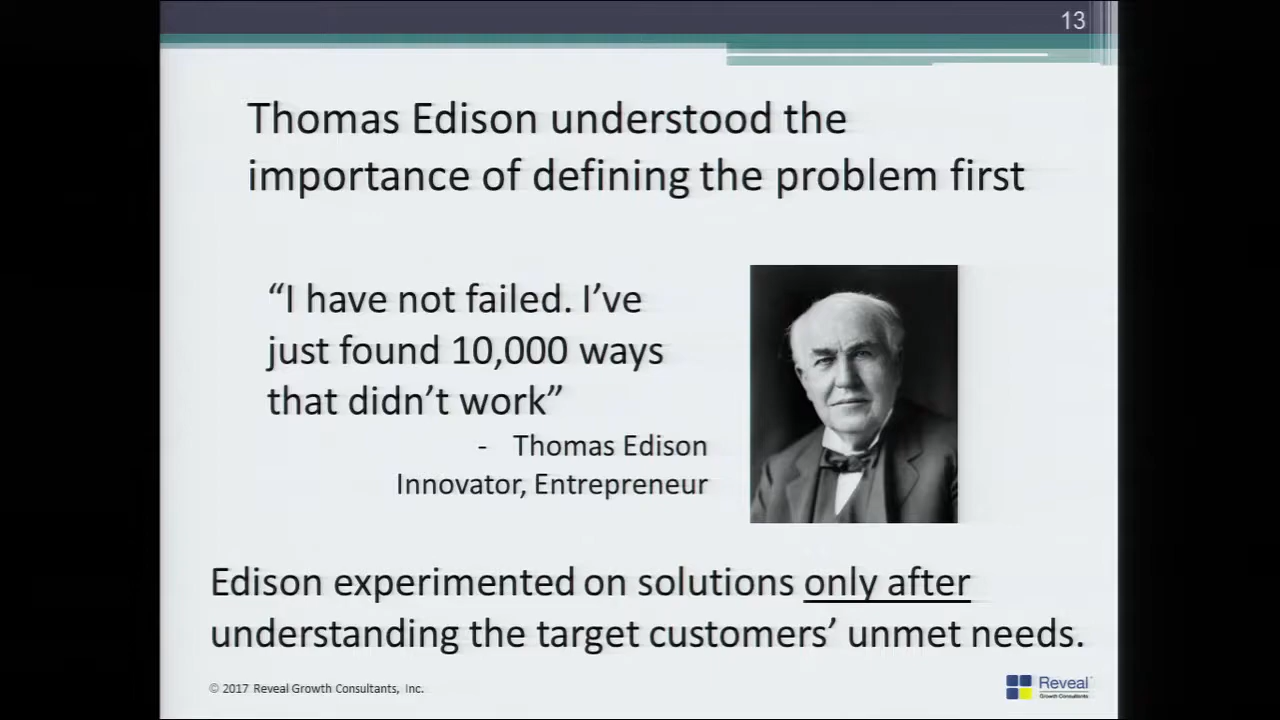 13
Thomas Edison understood the
importance of defining the problem first
“I have not failed. I’ve
just found 10,000 ways
that didn’t work”
- Thomas Edison
Innovator, Entrepreneur
Edison experimented on solutions only after
understanding the target customers’ unmet needs.
© 2017 Reveal Growth Consultants, Inc.
Reveal
Growth Consultants